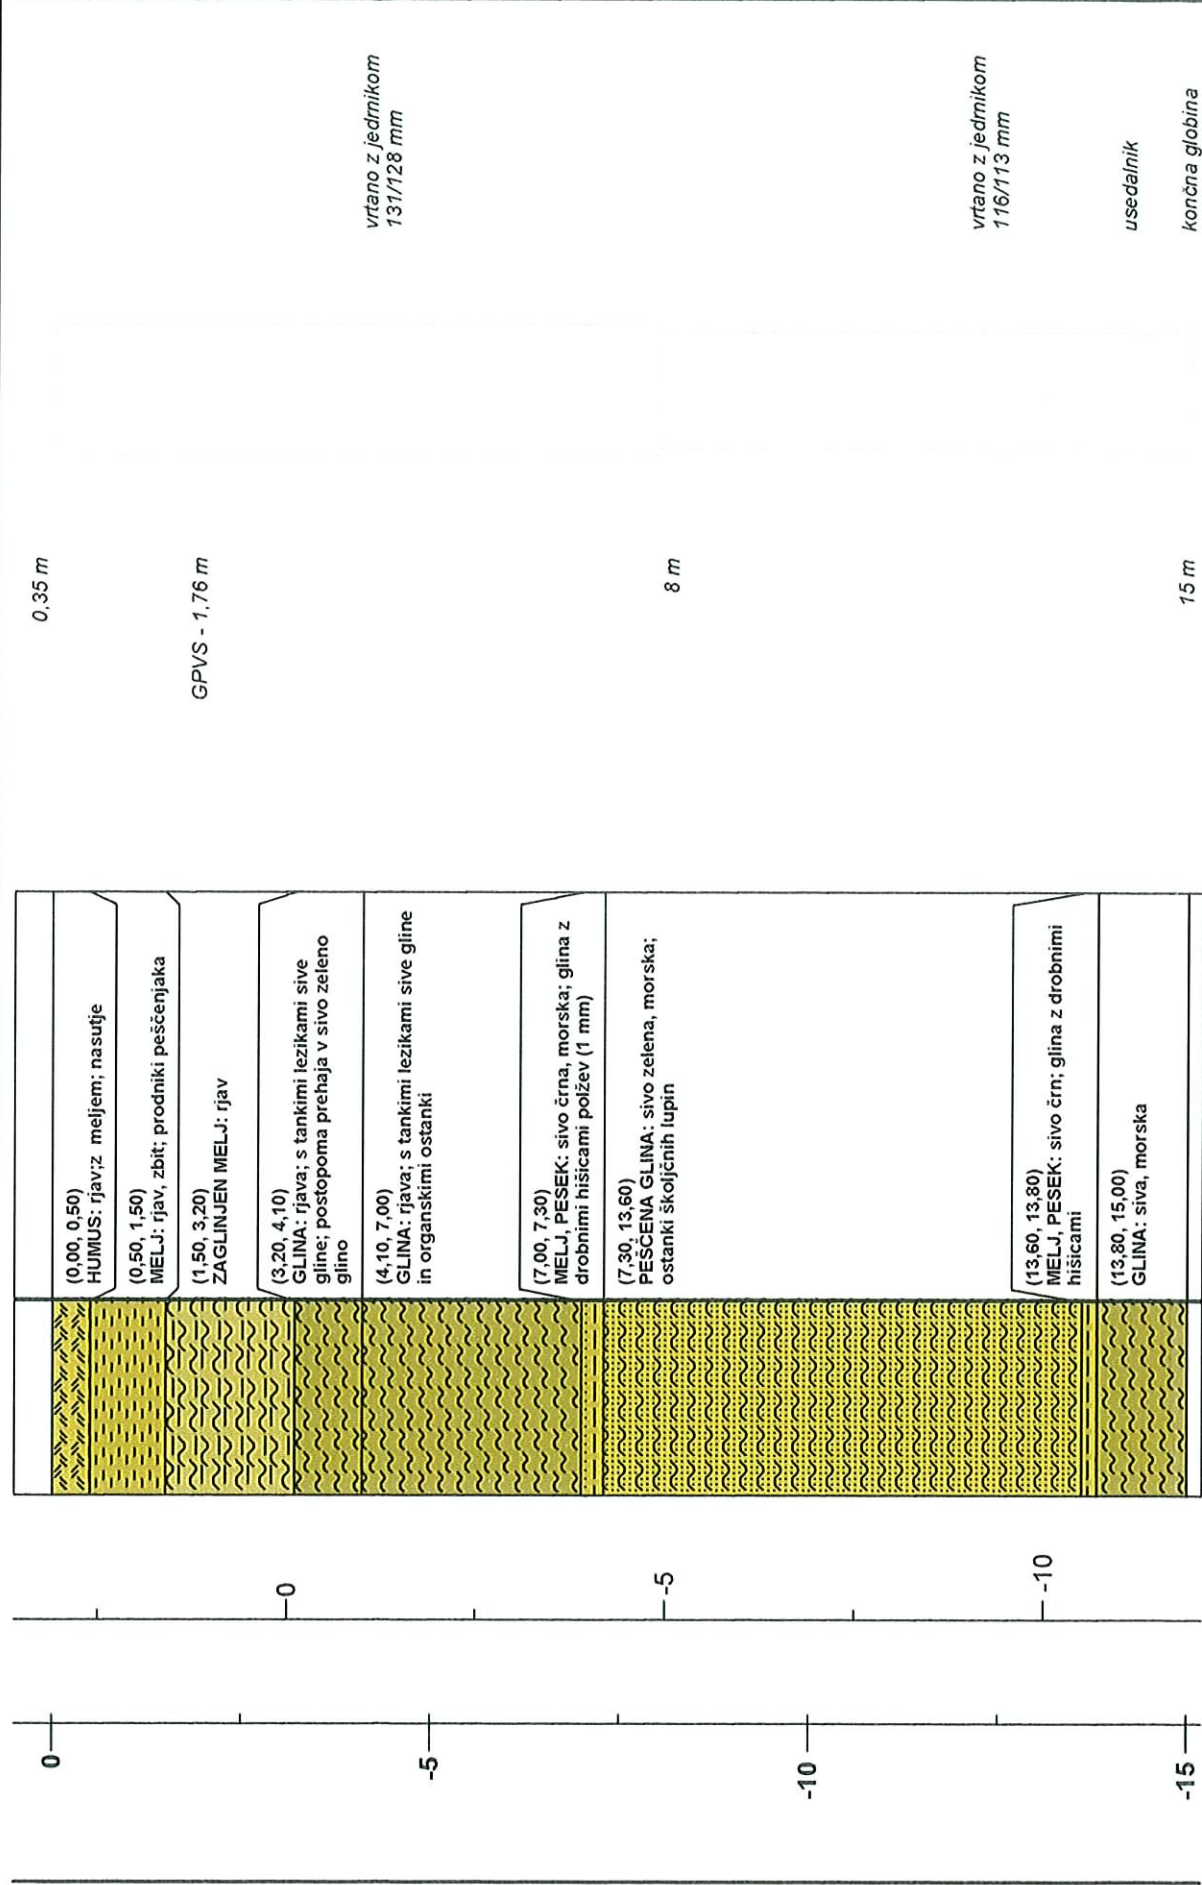 0
-5
-10
-15
0
-5
-10
(0,00, 0,50)
HUMUS: rjav;z meljem; nasutje
(0,50, 1,50)
MELJ: rjav, zbit; prodniki peščenjaka
(1,50, 3,20)
ZAGLINJEN MELJ: rjav
(3,20, 4,10)
GLINA: rjava; s tankimi lezikami sive
gline; postopoma prehaja v sivo zeleno
glino
(4,10, 7,00)
GLINA: rjava; s tankimi lezikami sive gline
in organskimi ostanki
(7,00, 7,30)
MELJ, PESEK: sivo črna, morska; glina z
drobnimi hišicami polžev (1 mm)
(7,30, 13,60)
PEŠČENA GLINA: sivo zelena, morska;
ostanki školjčnih lupin
(13,60, 13,80)
MELJ, PESEK: sivo črn; glina z drobnimi
hišicami
(13,80, 15,00)
GLINA: siva, morska
0,35 m
GPVS - 1,76 m
8 m
15 m
vrtano z jedrnikom
131/128 mm
vrtano z jedrnikom
116/113 mm
usedalnik
končna globina